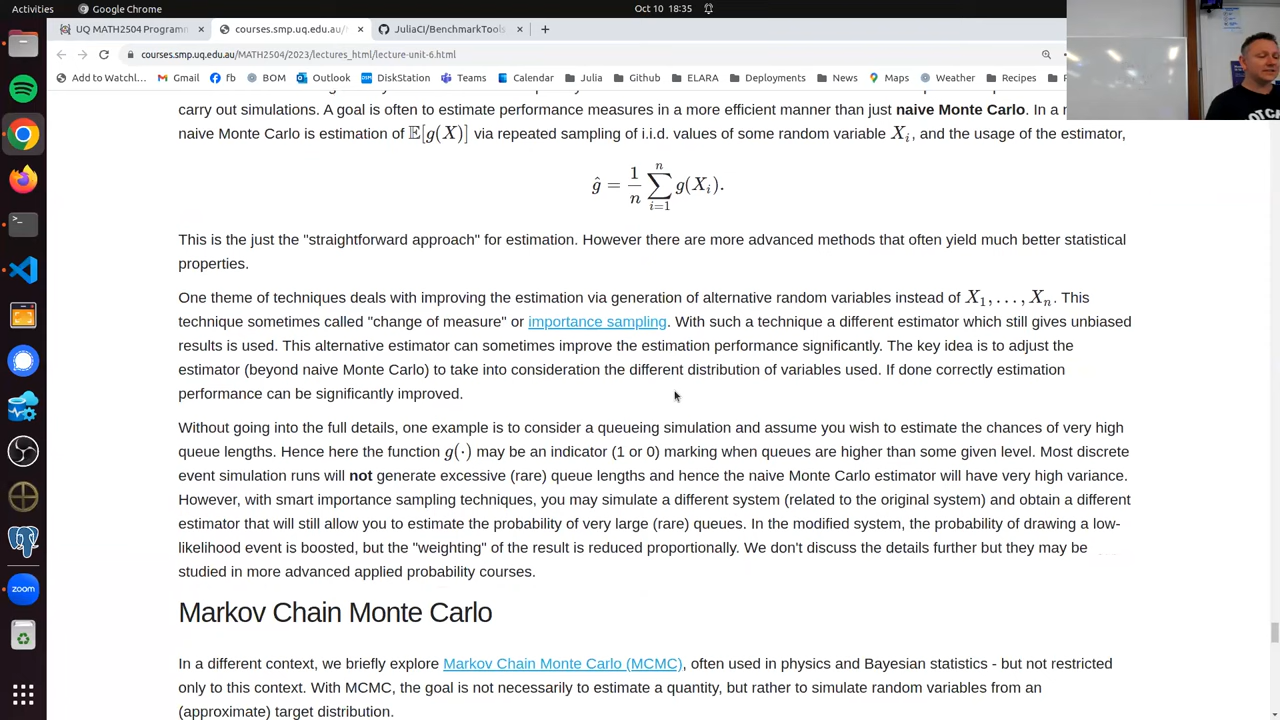 Activities
Google Chrome
Oct 10 18:35
UQ MATH2504 Programm
courses.smp.uq.edu.au/
JuliaCI/BenchmarkTools
courses.smp.uq.edu.au/MATH2504/2023/lectures_html/lecture-unit-6.html
Add to Watchl... Gmail Fb BOM Outlook DiskStation Teams Calendar Julia Github ELARA Deployments News Maps Weather Recipes
carry out simulations. A goal is often to estimate performance measures in a more efficient manner than just naive Monte Carlo. In a
naive Monte Carlo is estimation of 𝔼[g(X)] via repeated sampling of i.i.d. values of some random variable Xᵢ, and the usage of the estimator,
ĝ = 1/n ∑ⁿᵢ₌₁ g(Xᵢ).
This is the just the "straightforward approach" for estimation. However there are more advanced methods that often yield much better statistical
properties.
One theme of techniques deals with improving the estimation via generation of alternative random variables instead of X₁, . . . , Xₙ. This
technique sometimes called "change of measure" or importance sampling. With such a technique a different estimator which still gives unbiased
results is used. This alternative estimator can sometimes improve the estimation performance significantly. The key idea is to adjust the
estimator (beyond naive Monte Carlo) to take into consideration the different distribution of variables used. If done correctly estimation
performance can be significantly improved.
Without going into the full details, one example is to consider a queueing simulation and assume you wish to estimate the chances of very high
queue lengths. Hence here the function g(·) may be an indicator (1 or 0) marking when queues are higher than some given level. Most discrete
event simulation runs will not generate excessive (rare) queue lengths and hence the naive Monte Carlo estimator will have very high variance.
However, with smart importance sampling techniques, you may simulate a different system (related to the original system) and obtain a different
estimator that will still allow you to estimate the probability of very large (rare) queues. In the modified system, the probability of drawing a low-
likelihood event is boosted, but the "weighting" of the result is reduced proportionally. We don't discuss the details further but they may be
studied in more advanced applied probability courses.
Markov Chain Monte Carlo
In a different context, we briefly explore Markov Chain Monte Carlo (MCMC), often used in physics and Bayesian statistics - but not restricted
only to this context. With MCMC, the goal is not necessarily to estimate a quantity, but rather to simulate random variables from an
(approximate) target distribution.
zoom